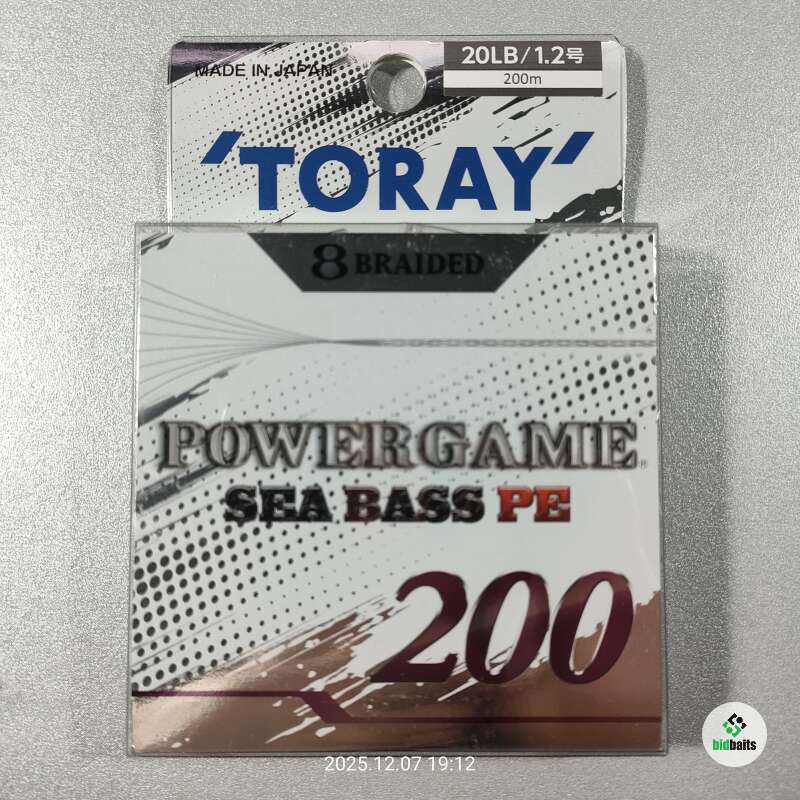 MADE IN JAPAN
20LB/1.2号
200m
'TORAY'
8 BRAIDED
POWERGAME®
SEA BASS PE
200
2025.12.07 19:12
bidbaits